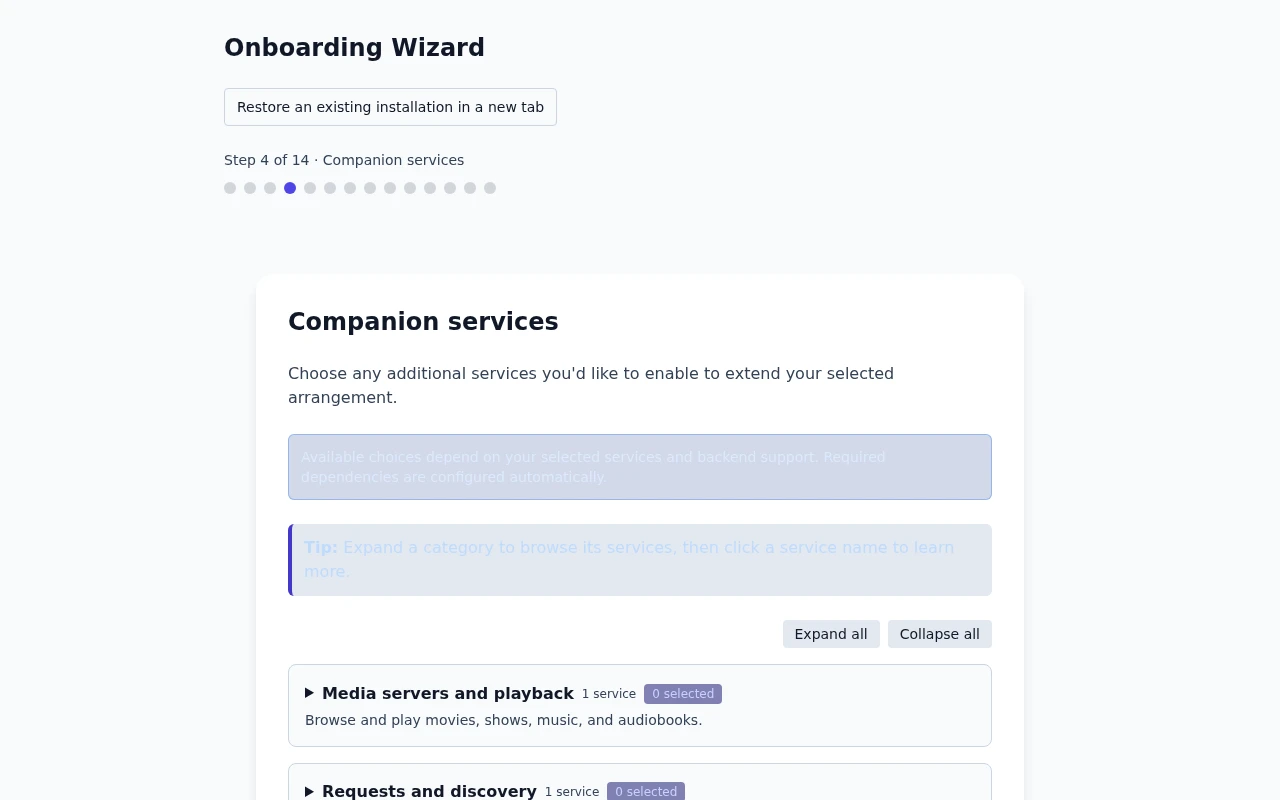 Onboarding Wizard
Restore an existing installation in a new tab
Step 4 of 14 · Companion services
Companion services
Choose any additional services you'd like to enable to extend your selected
arrangement.
Available choices depend on your selected services and backend support. Required
dependencies are configured automatically.
Tip: Expand a category to browse its services, then click a service name to learn
more.
Expand all Collapse all
Media servers and playback 1 service 0 selected
Browse and play movies, shows, music, and audiobooks.
Requests and discovery 1 service 0 selected